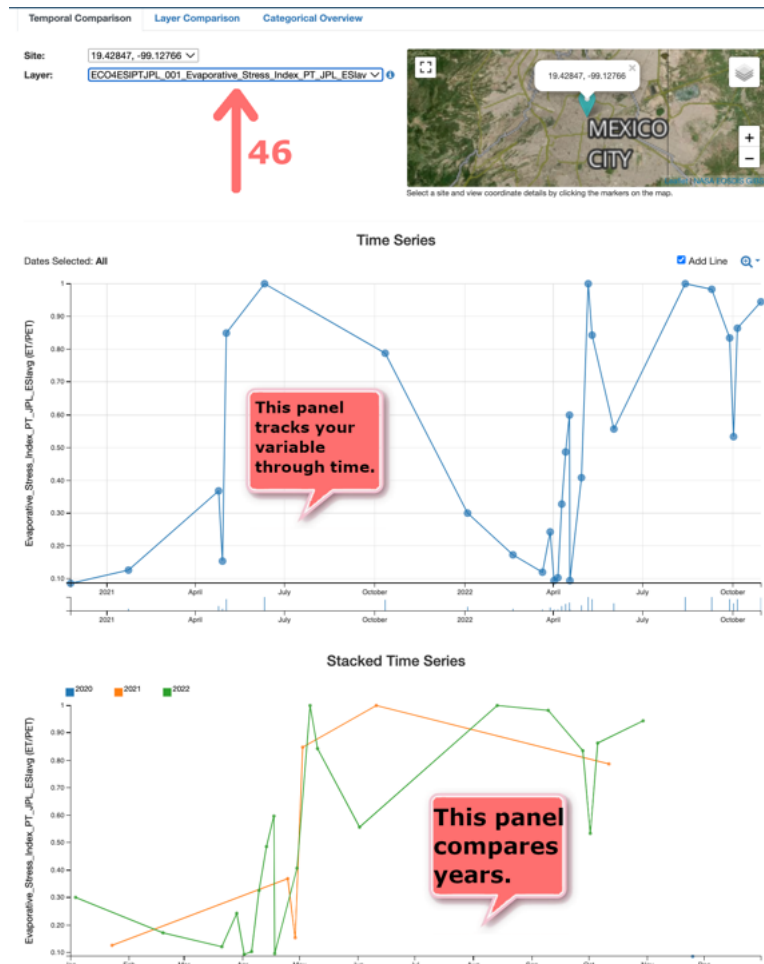 Temporal Comparison Layer Comparison Categorical Overview
Site: 19.42847, -99.12766
Layer: ECO4ESIPTJPL_001_Evaporative_Stress_Index_PT_JPL_ESIav
46
19.42847, -99.12766 ×
MEXICO
CITY
+
−
Select a site and view coordinate details by clicking the markers on the map.
Time Series
Dates Selected: All
Add Line
Evaporative_Stress_Index_PT_JPL_ESIavg (ET/PET)
1
0.90
0.80
0.70
0.60
0.50
0.40
0.30
0.20
0.10
This panel
tracks your
variable
through time.
2021 April July October 2022 April July October
2021 April July October 2022 April July October
Stacked Time Series
2020 2021 2022
Evaporative_Stress_Index_PT_JPL_ESIavg (ET/PET)
1
0.90
0.80
0.70
0.60
0.50
0.40
0.30
0.20
0.10
This panel
compares
years.